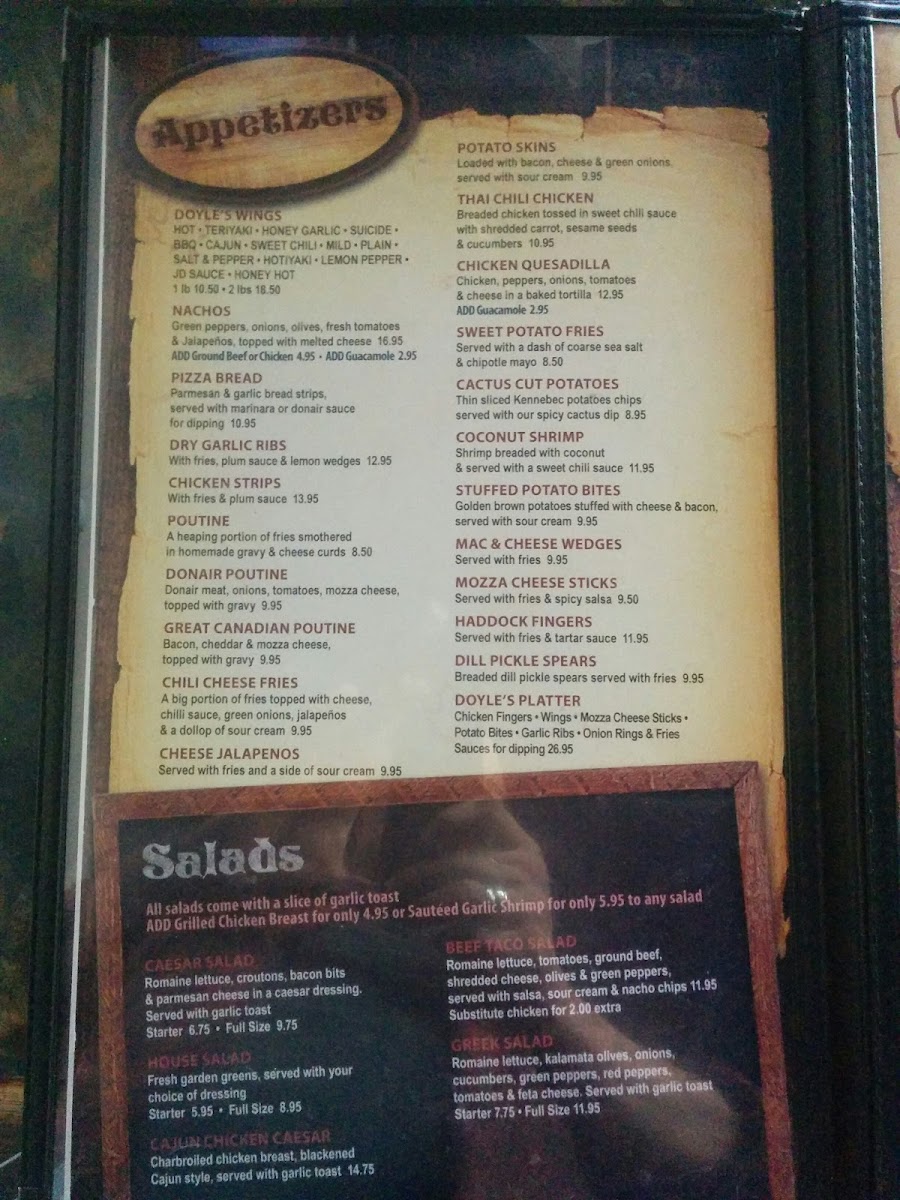 Appetizers
DOYLE'S WINGS
HOT • TERIYAKI • HONEY GARLIC • SUICIDE •
BBQ • CAJUN • SWEET CHILI • MILD • PLAIN •
SALT & PEPPER • HOTIYAKI • LEMON PEPPER •
JD SAUCE • HONEY HOT
1 lb 10.50 • 2 lbs 18.50
NACHOS
Green peppers, onions, olives, fresh tomatoes
& Jalapeños, topped with melted cheese 16.95
ADD Ground Beef or Chicken 4.95 • ADD Guacamole 2.95
PIZZA BREAD
Parmesan & garlic bread strips,
served with marinara or donair sauce
for dipping 10.95
DRY GARLIC RIBS
With fries, plum sauce & lemon wedges 12.95
CHICKEN STRIPS
With fries & plum sauce 13.95
POUTINE
A heaping portion of fries smothered
in homemade gravy & cheese curds 8.50
DONAIR POUTINE
Donair meat, onions, tomatoes, mozza cheese,
topped with gravy 9.95
GREAT CANADIAN POUTINE
Bacon, cheddar & mozza cheese,
topped with gravy 9.95
CHILI CHEESE FRIES
A big portion of fries topped with cheese,
chilli sauce, green onions, jalapeños
& a dollop of sour cream 9.95
CHEESE JALAPENOS
Served with fries and a side of sour cream 9.95
POTATO SKINS
Loaded with bacon, cheese & green onions,
served with sour cream 9.95
THAI CHILI CHICKEN
Breaded chicken tossed in sweet chili sauce
with shredded carrot, sesame seeds
& cucumbers 10.95
CHICKEN QUESADILLA
Chicken, peppers, onions, tomatoes
& cheese in a baked tortilla 12.95
ADD Guacamole 2.95
SWEET POTATO FRIES
Served with a dash of coarse sea salt
& chipotle mayo 8.50
CACTUS CUT POTATOES
Thin sliced Kennebec potatoes chips
served with our spicy cactus dip 8.95
COCONUT SHRIMP
Shrimp breaded with coconut
& served with a sweet chili sauce 11.95
STUFFED POTATO BITES
Golden brown potatoes stuffed with cheese & bacon,
served with sour cream 9.95
MAC & CHEESE WEDGES
Served with fries 9.95
MOZZA CHEESE STICKS
Served with fries & spicy salsa 9.50
HADDOCK FINGERS
Served with fries & tartar sauce 11.95
DILL PICKLE SPEARS
Breaded dill pickle spears served with fries 9.95
DOYLE'S PLATTER
Chicken Fingers • Wings • Mozza Cheese Sticks •
Potato Bites • Garlic Ribs • Onion Rings & Fries
Sauces for dipping 26.95
Salads
All salads come with a slice of garlic toast
ADD Grilled Chicken Breast for only 4.95 or Sautéed Garlic Shrimp for only 5.95 to any salad
CAESAR SALAD
Romaine lettuce, croutons, bacon bits
& parmesan cheese in a caesar dressing.
Served with garlic toast
Starter 6.75 • Full Size 9.75
HOUSE SALAD
Fresh garden greens, served with your
choice of dressing
Starter 5.95 • Full Size 8.95
CAJUN CHICKEN CAESAR
Charbroiled chicken breast, blackened
Cajun style, served with garlic toast 14.75
BEEF TACO SALAD
Romaine lettuce, tomatoes, ground beef,
shredded cheese, olives & green peppers,
served with salsa, sour cream & nacho chips 11.95
Substitute chicken for 2.00 extra
GREEK SALAD
Romaine lettuce, kalamata olives, onions,
cucumbers, green peppers, red peppers,
tomatoes & feta cheese. Served with garlic toast
Starter 7.75 • Full Size 11.95